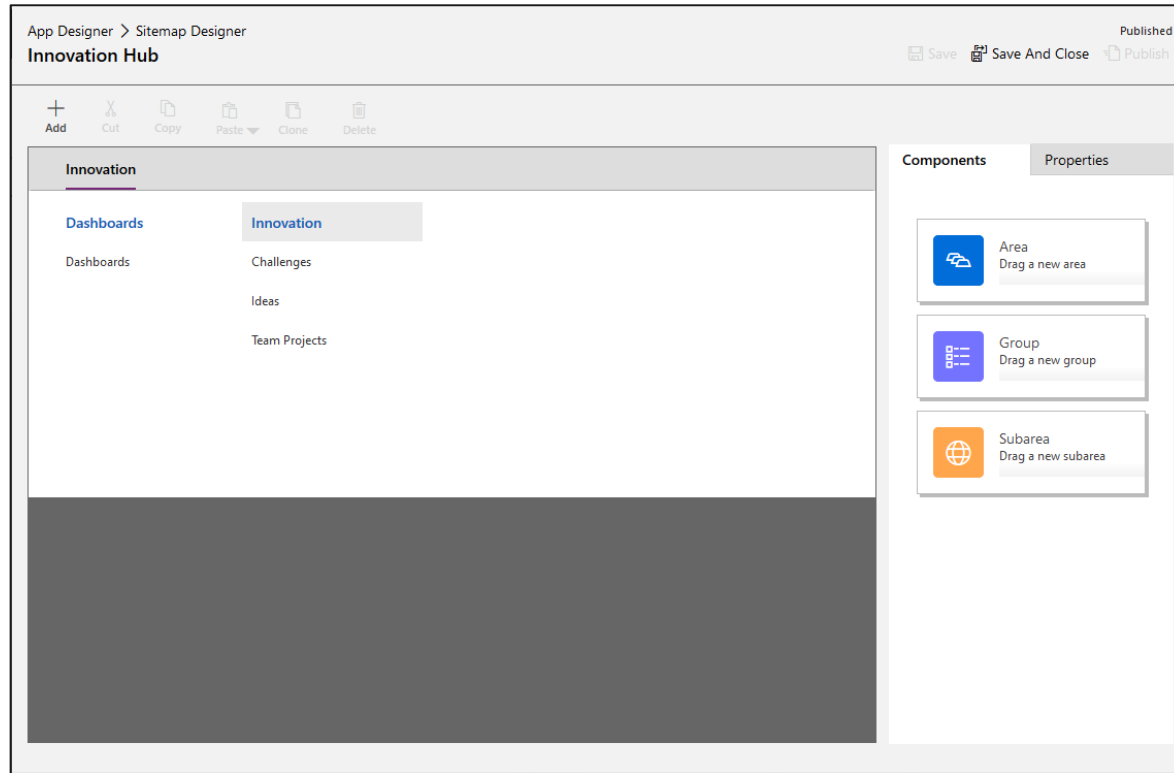 App Designer > Sitemap Designer
Published
Innovation Hub
Save
Save And Close
Publish
Add
Cut
Copy
Paste
Clone
Delete
Innovation
Dashboards
Innovation
Dashboards
Challenges
Ideas
Team Projects
Components
Properties
Area
Drag a new area
Group
Drag a new group
Subarea
Drag a new subarea